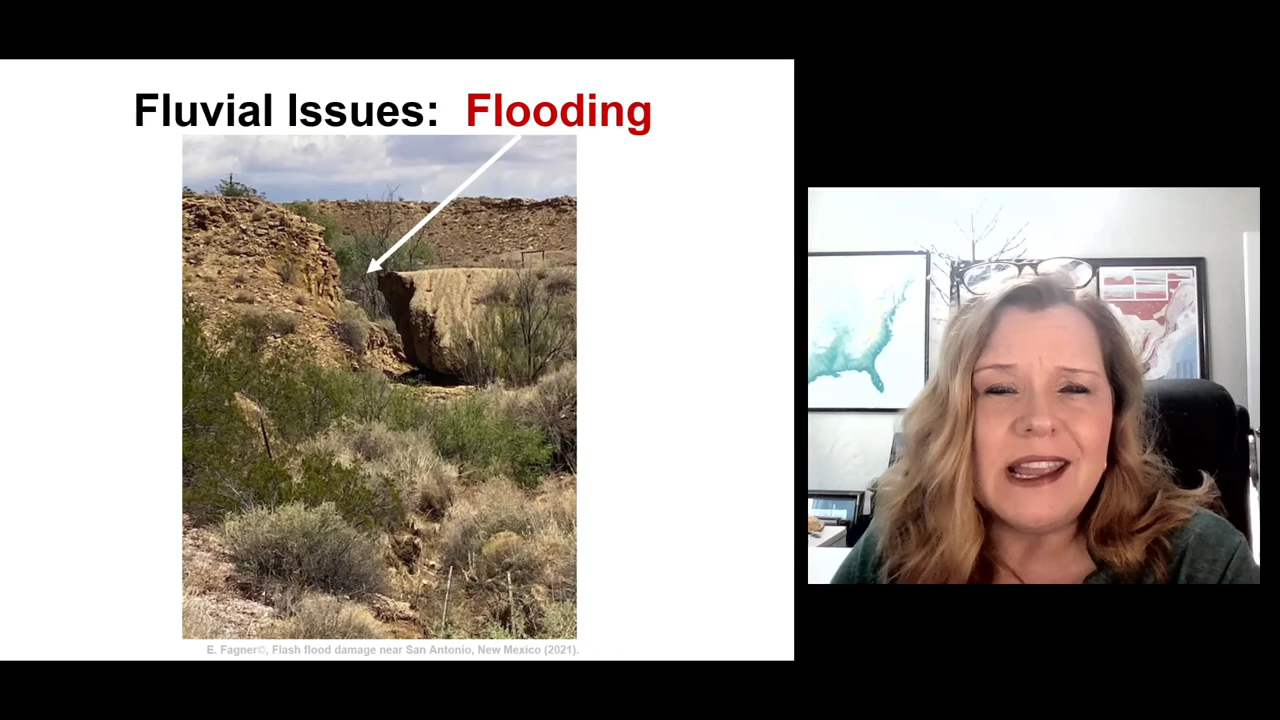 Fluvial Issues: Flooding
E. Fagner©, Flash flood damage near San Antonio, New Mexico (2021).